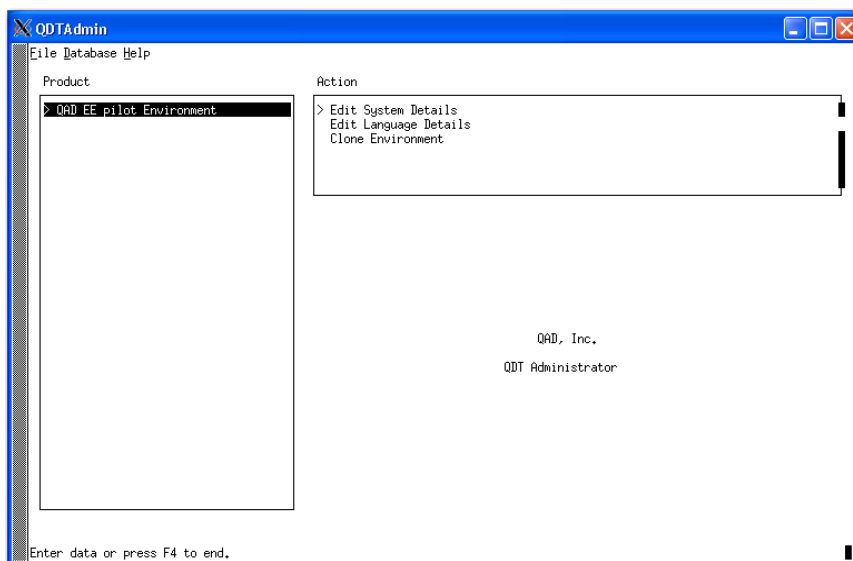 QDTAdmin
File Database Help
Product
Action
> QAD EE pilot Environment
> Edit System Details
Edit Language Details
Clone Environment
QAD, Inc.
QDT Administrator
Enter data or press F4 to end.